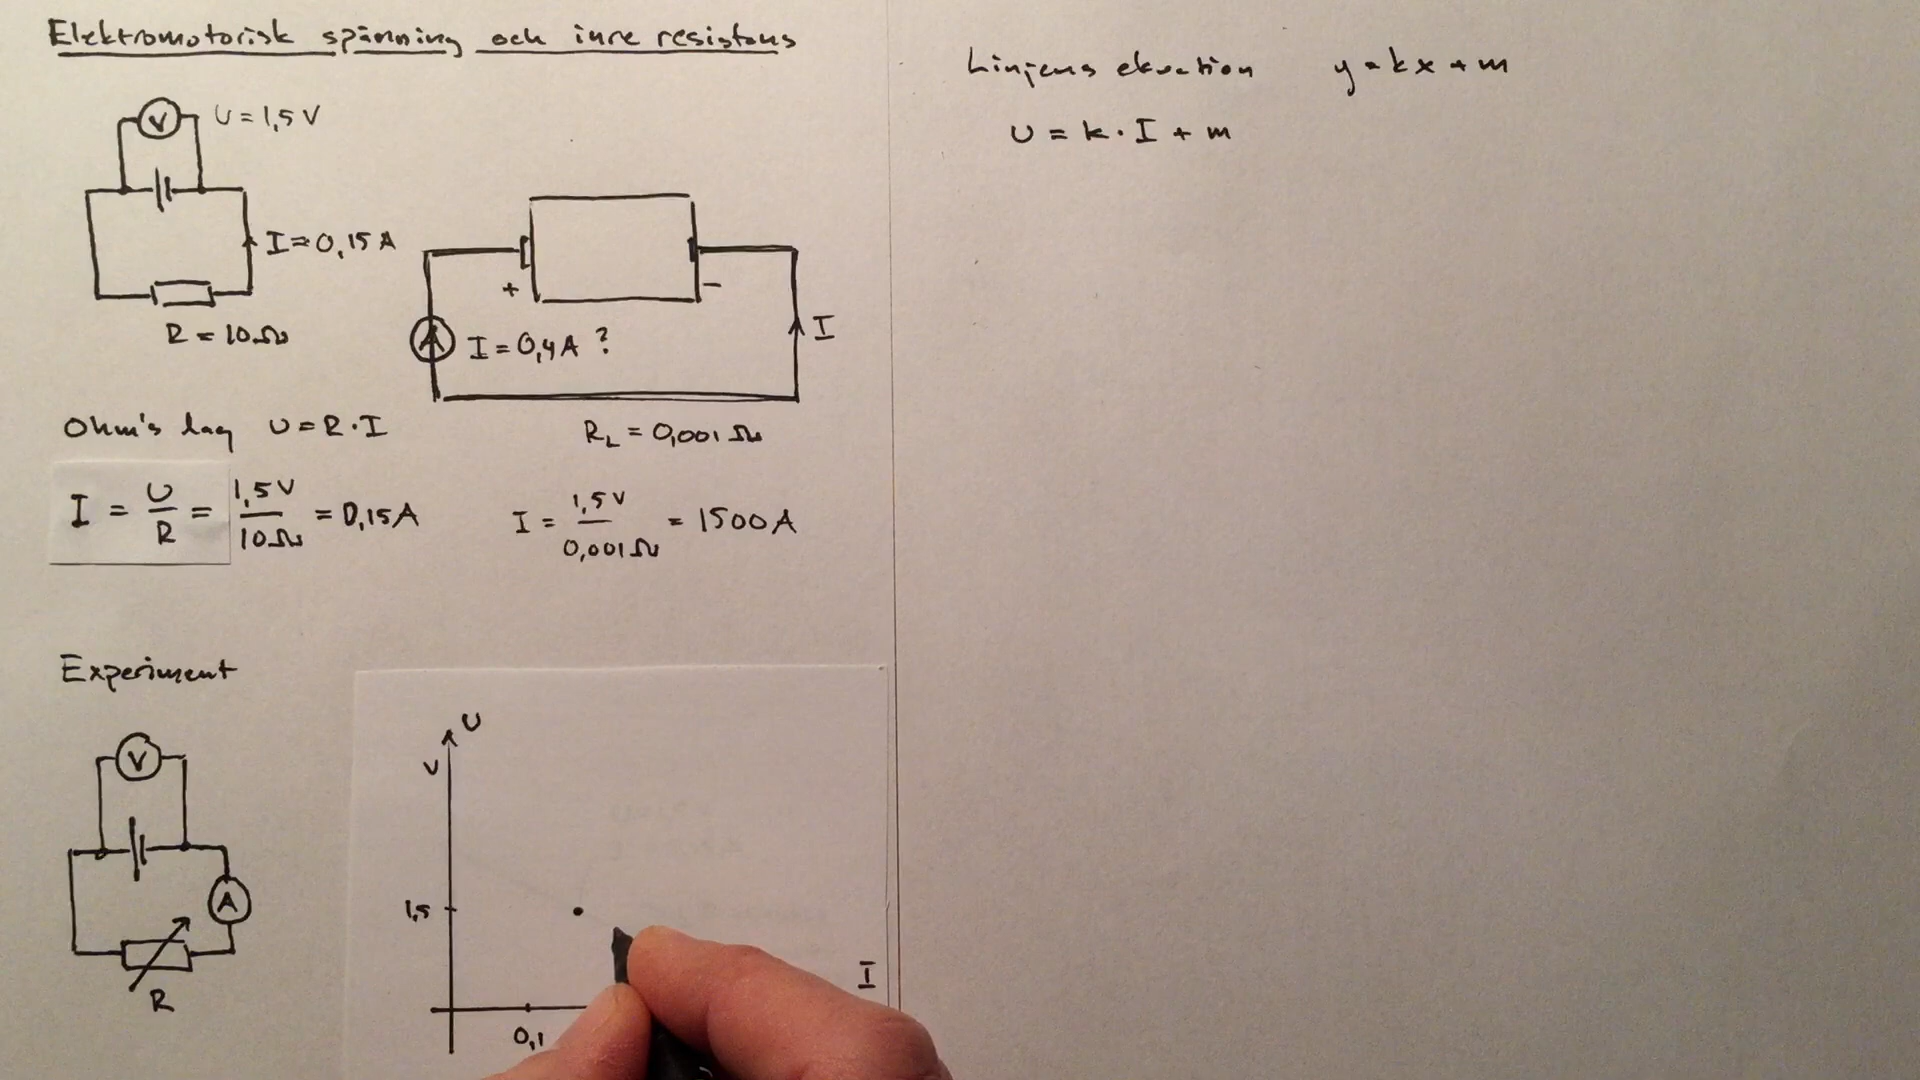 Elektromotorisk spänning och inre resistans
V
U = 1,5 V
I = 0,15 A
R = 10 Ω
+
−
A
I = 0,4 A ?
I
R_L = 0,001 Ω
Ohm's lag U = R · I
I = U/R = 1,5 V/10 Ω = 0,15 A
I = 1,5 V/0,001 Ω = 1500 A
Experiment
V
A
R
U
V
1,5
I
0,1
Linjens ekvation y = kx + m
U = k · I + m